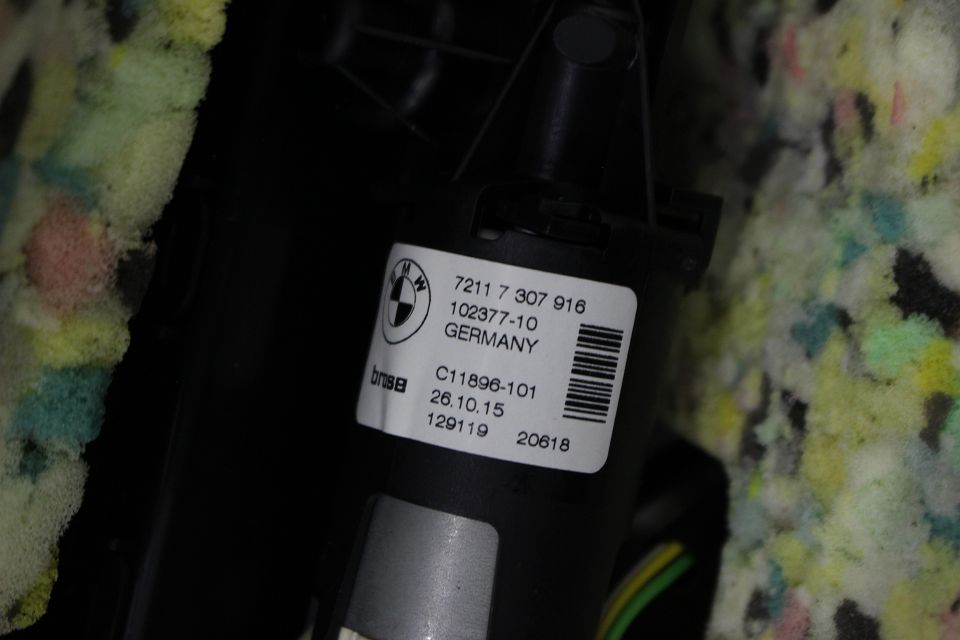 BMW
7211 7 307 916
102377-10
GERMANY
brose
C11896-101
26.10.15
129119 20618